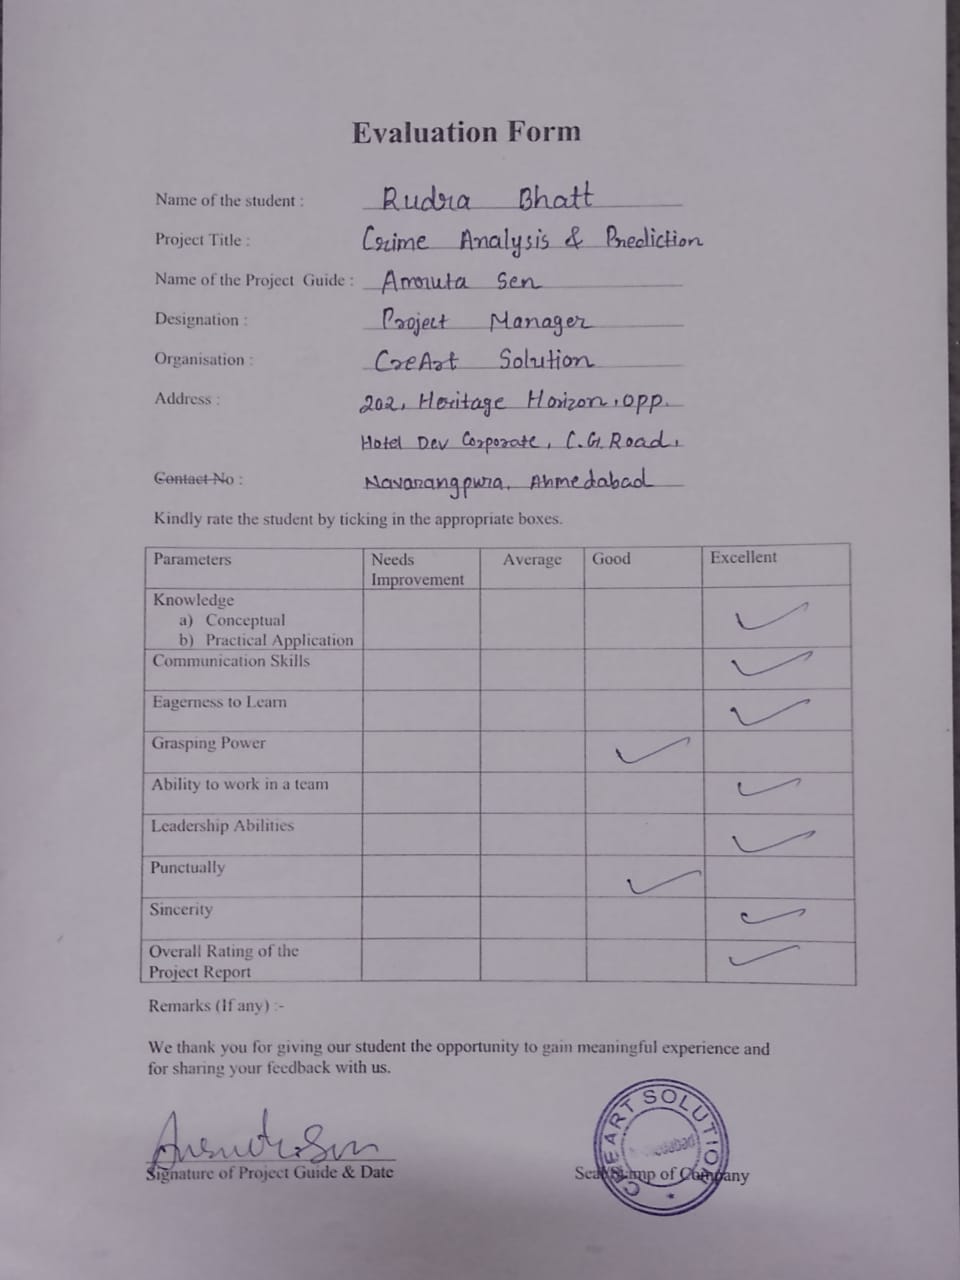 Evaluation Form
Name of the student : Rudra Bhatt
Project Title : Crime Analysis & Prediction
Name of the Project Guide : Amruta Sen
Designation : Project Manager
Organisation : CreArt Solution
Address : 202, Heritage Horizon, opp.
Hotel Dev Corporate, C.G. Road,
Contact No : Navarangpura, Ahmedabad
Kindly rate the student by ticking in the appropriate boxes.
Parameters Needs Improvement Average Good Excellent
Knowledge
a) Conceptual
b) Practical Application ✓
Communication Skills ✓
Eagerness to Learn ✓
Grasping Power ✓
Ability to work in a team ✓
Leadership Abilities ✓
Punctually ✓
Sincerity ✓
Overall Rating of the
Project Report ✓
Remarks (If any) :-
We thank you for giving our student the opportunity to gain meaningful experience and
for sharing your feedback with us.
Signature of Project Guide & Date
CREART SOLUTION
Seal/Stamp of Company